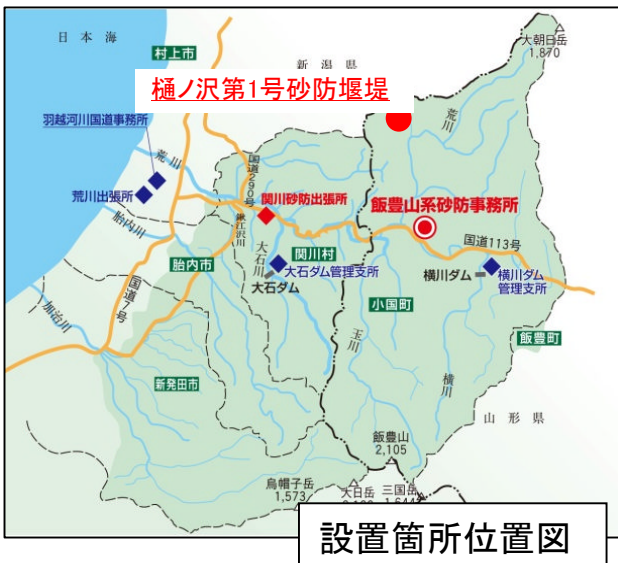 日本海
村上市
新潟県
大朝日岳
1,870
樋ノ沢第1号砂防堰堤
羽越河川国道事務所
荒川
荒川
荒川出張所
国道290号
鍬江沢川
関川砂防出張所
飯豊山系砂防事務所
胎内川
大石川
関川村
国道113号
胎内市
大石ダム管理支所
大石ダム
横川ダム
横川ダム
管理支所
国道7号
加治川
小国町
玉川
飯豊町
新発田市
横川
山形県
飯豊山
2,105
烏帽子岳
1,573
大日岳
三国岳
設置箇所位置図